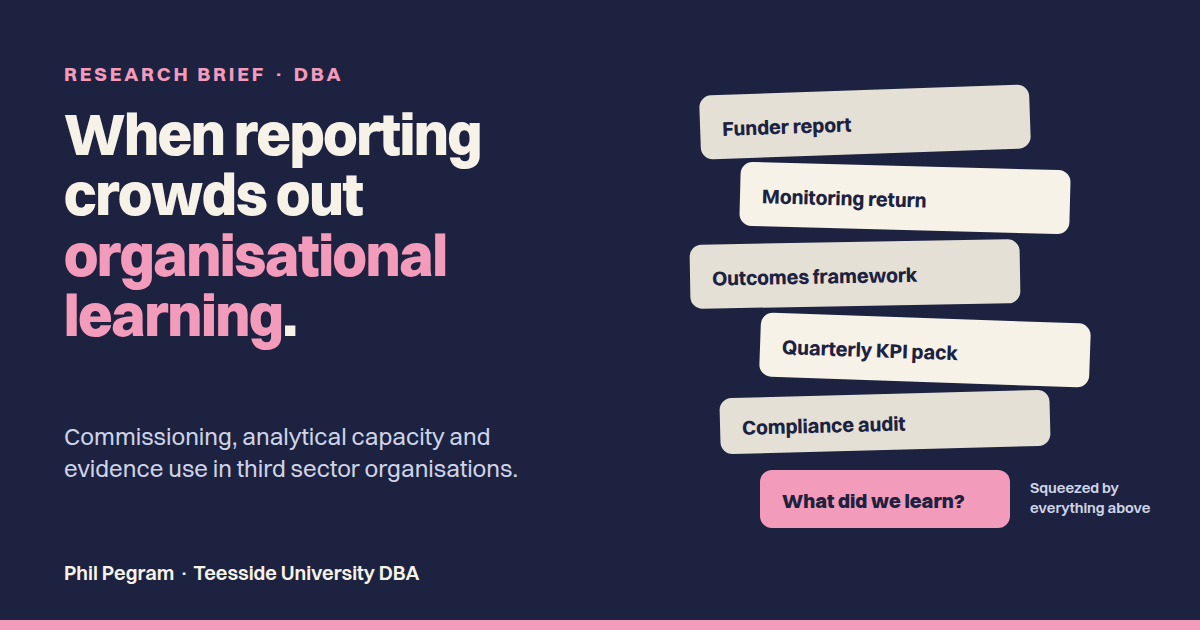 RESEARCH BRIEF · DBA
When reporting
crowds out
organisational
learning.
Commissioning, analytical capacity and
evidence use in third sector organisations.
Phil Pegram · Teesside University DBA
Funder report
Monitoring return
Outcomes framework
Quarterly KPI pack
Compliance audit
What did we learn?
Squeezed by
everything above